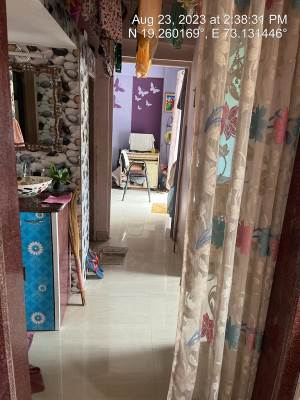 Aug 23, 2023 at 2:38:31 PM
N 19.260169°, E 73.131446°